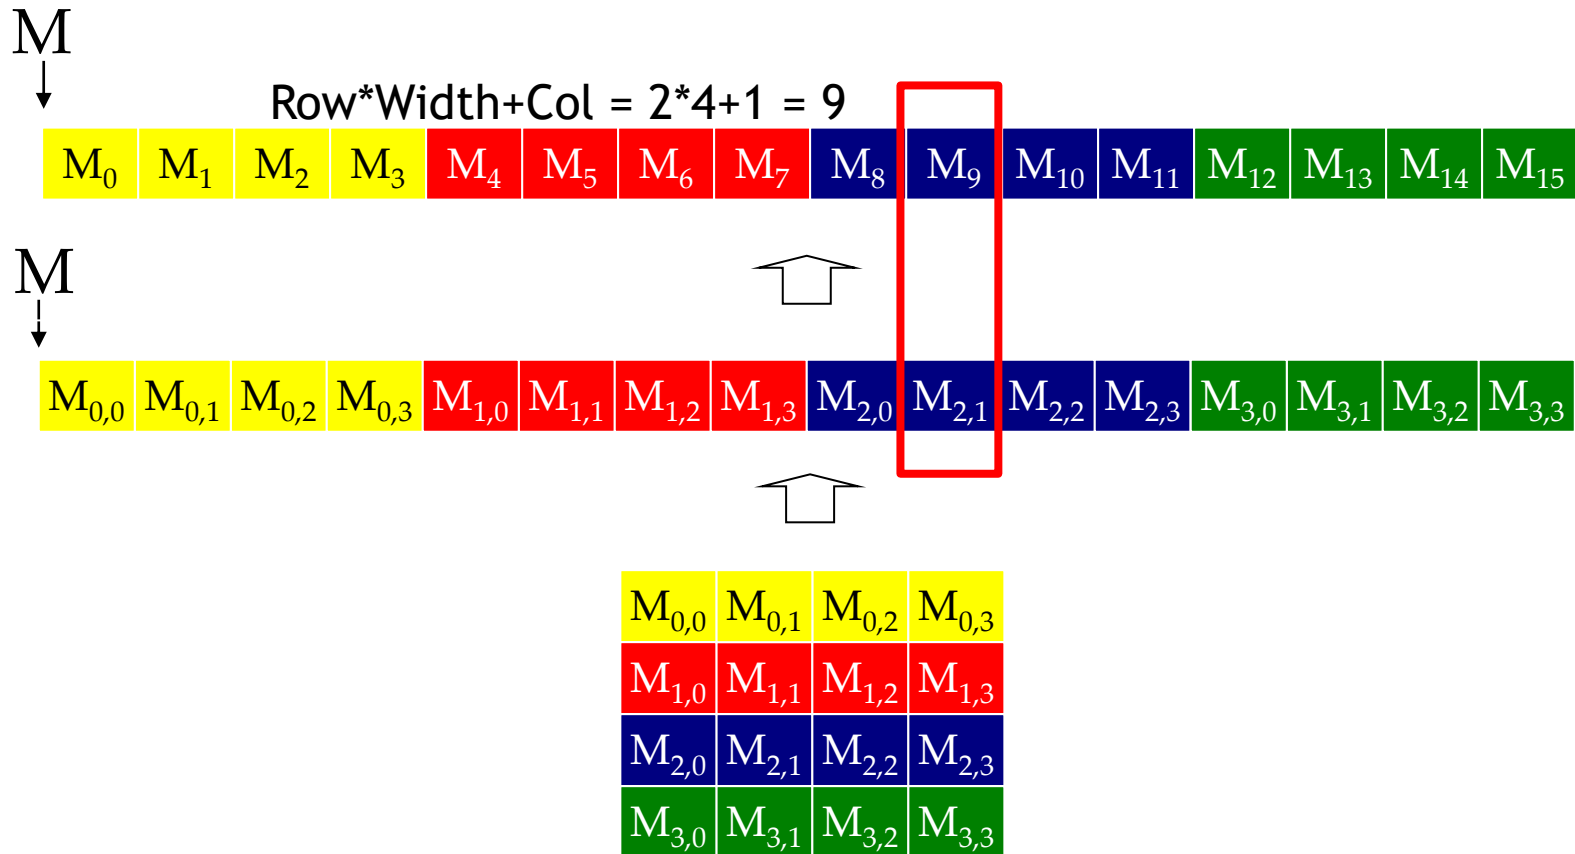 M
Row*Width+Col = 2*4+1 = 9
M₀ M₁ M₂ M₃ M₄ M₅ M₆ M₇ M₈ M₉ M₁₀ M₁₁ M₁₂ M₁₃ M₁₄ M₁₅
M
M₀,₀ M₀,₁ M₀,₂ M₀,₃ M₁,₀ M₁,₁ M₁,₂ M₁,₃ M₂,₀ M₂,₁ M₂,₂ M₂,₃ M₃,₀ M₃,₁ M₃,₂ M₃,₃
M₀,₀ M₀,₁ M₀,₂ M₀,₃
M₁,₀ M₁,₁ M₁,₂ M₁,₃
M₂,₀ M₂,₁ M₂,₂ M₂,₃
M₃,₀ M₃,₁ M₃,₂ M₃,₃